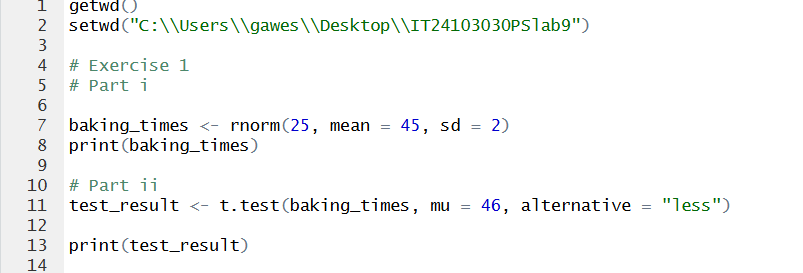 1 getwd()
2 setwd("C:\\Users\\gawes\\Desktop\\IT24103030PSlab9")
3
4 # Exercise 1
5 # Part i
6
7 baking_times <- rnorm(25, mean = 45, sd = 2)
8 print(baking_times)
9
10 # Part ii
11 test_result <- t.test(baking_times, mu = 46, alternative = "less")
12
13 print(test_result)
14